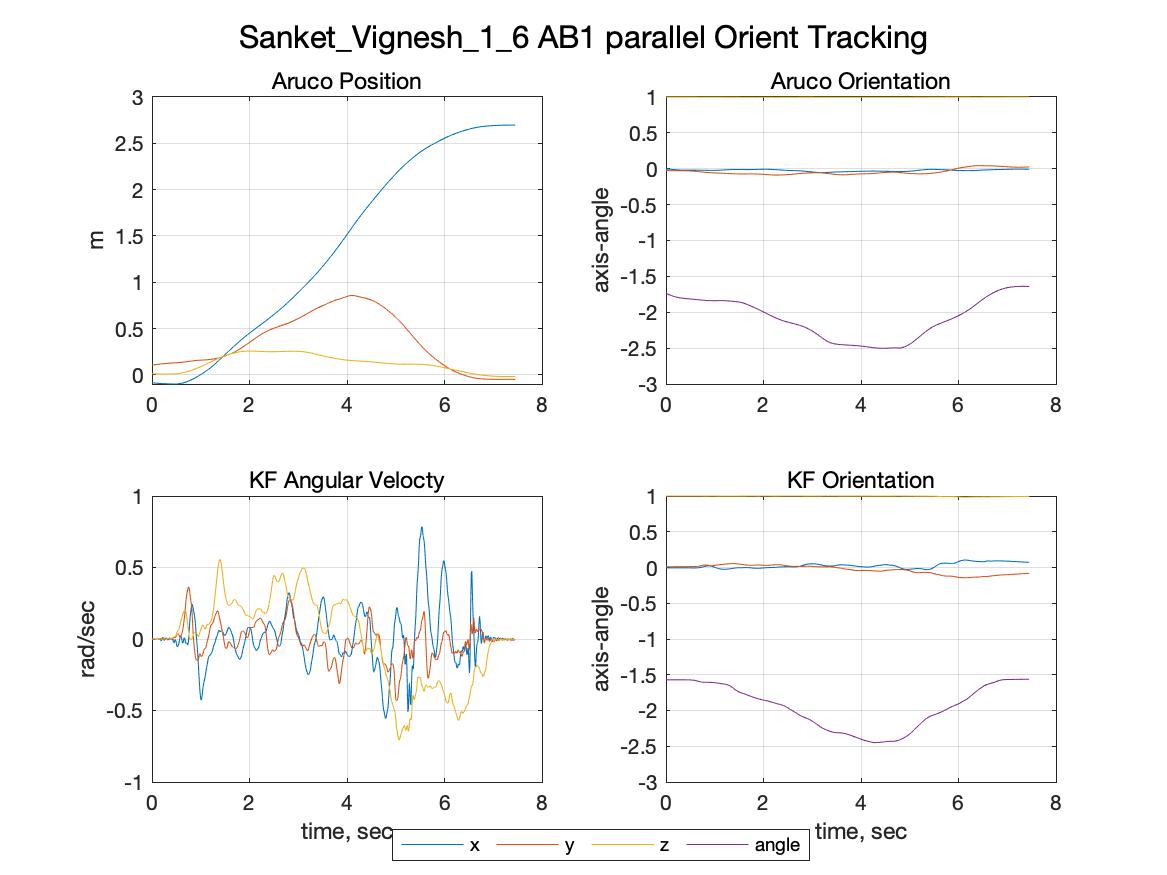 Sanket_Vignesh_1_6 AB1 parallel Orient Tracking
Aruco Position
3
2.5
2
1.5
1
0.5
0
m
0 2 4 6 8
Aruco Orientation
1
0.5
0
-0.5
-1
-1.5
-2
-2.5
-3
axis-angle
0 2 4 6 8
KF Angular Velocty
1
0.5
0
-0.5
-1
rad/sec
0 2 4 6 8
time, sec
KF Orientation
1
0.5
0
-0.5
-1
-1.5
-2
-2.5
-3
axis-angle
0 2 4 6 8
time, sec
x y z angle